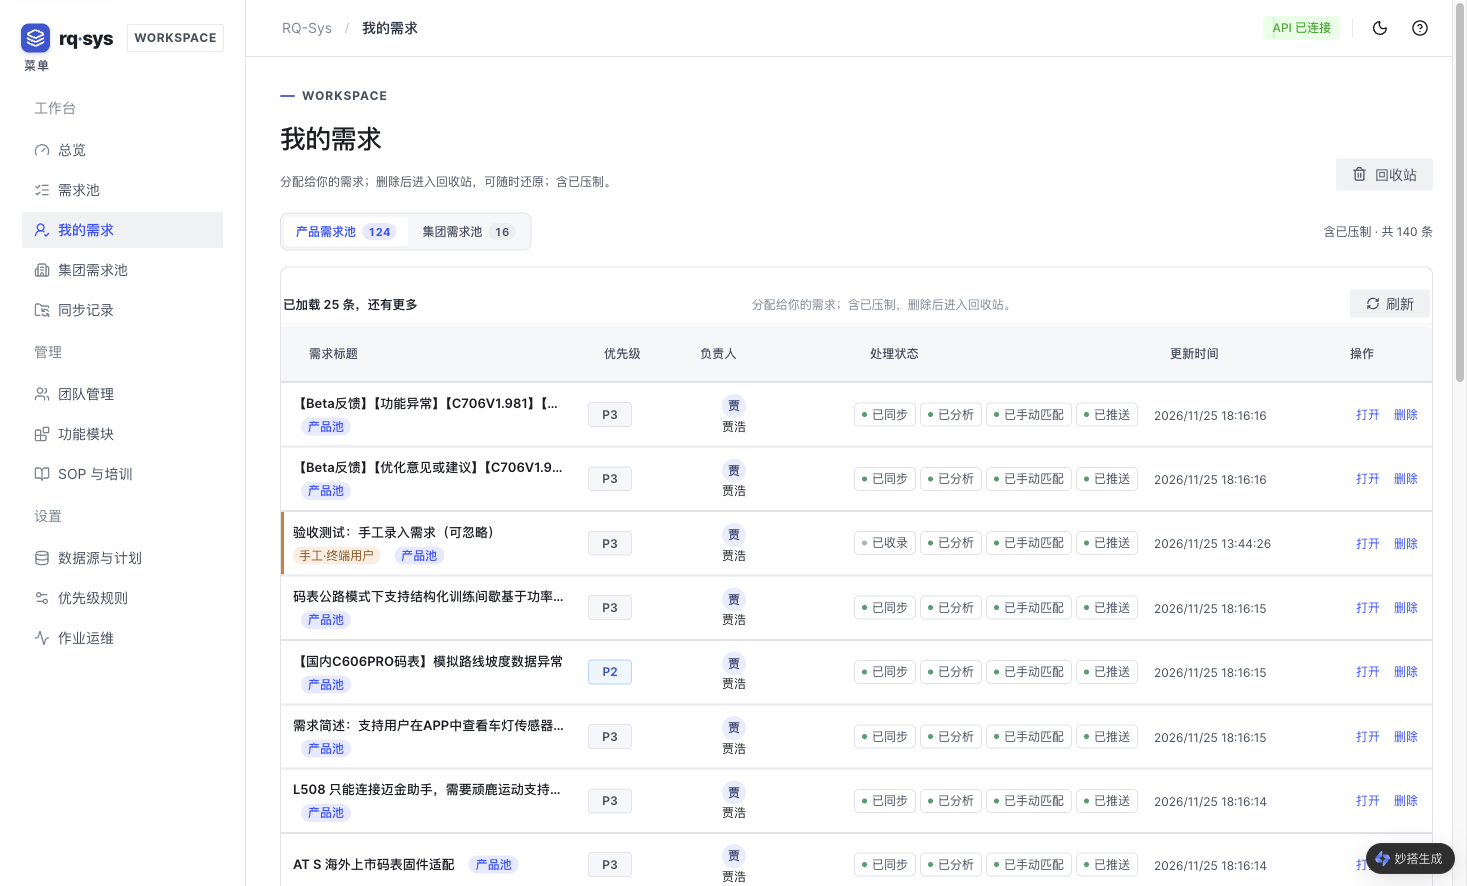 rq·sys WORKSPACE
菜单
工作台
总览
需求池
我的需求
集团需求池
同步记录
管理
团队管理
功能模块
SOP 与培训
设置
数据源与计划
优先级规则
作业运维
RQ-Sys / 我的需求
API 已连接
WORKSPACE
我的需求
分配给你的需求；删除后进入回收站，可随时还原；含已压制。
回收站
产品需求池 124 集团需求池 16
含已压制 · 共 140 条
已加载 25 条，还有更多 分配给你的需求；含已压制，删除后进入回收站。 刷新
需求标题 优先级 负责人 处理状态 更新时间 操作
【Beta反馈】【功能异常】【C706V1.981】【...
产品池
P3
贾
贾浩
已同步 已分析 已手动匹配 已推送 2026/11/25 18:16:16 打开 删除
【Beta反馈】【优化意见或建议】【C706V1.9...
产品池
P3
贾
贾浩
已同步 已分析 已手动匹配 已推送 2026/11/25 18:16:16 打开 删除
验收测试：手工录入需求（可忽略）
手工·终端用户 产品池
P3
贾
贾浩
已收录 已分析 已手动匹配 已推送 2026/11/25 13:44:26 打开 删除
码表公路模式下支持结构化训练间歇基于功率...
产品池
P3
贾
贾浩
已同步 已分析 已手动匹配 已推送 2026/11/25 18:16:15 打开 删除
【国内C606PRO码表】模拟路线坡度数据异常
产品池
P2
贾
贾浩
已同步 已分析 已手动匹配 已推送 2026/11/25 18:16:15 打开 删除
需求简述：支持用户在APP中查看车灯传感器...
产品池
P3
贾
贾浩
已同步 已分析 已手动匹配 已推送 2026/11/25 18:16:15 打开 删除
L508 只能连接迈金助手，需要顽鹿运动支持...
产品池
P3
贾
贾浩
已同步 已分析 已手动匹配 已推送 2026/11/25 18:16:14 打开 删除
AT S 海外上市码表固件适配 产品池
P3
贾
贾浩
已同步 已分析 已手动匹配 已推送 2026/11/25 18:16:14
妙搭生成